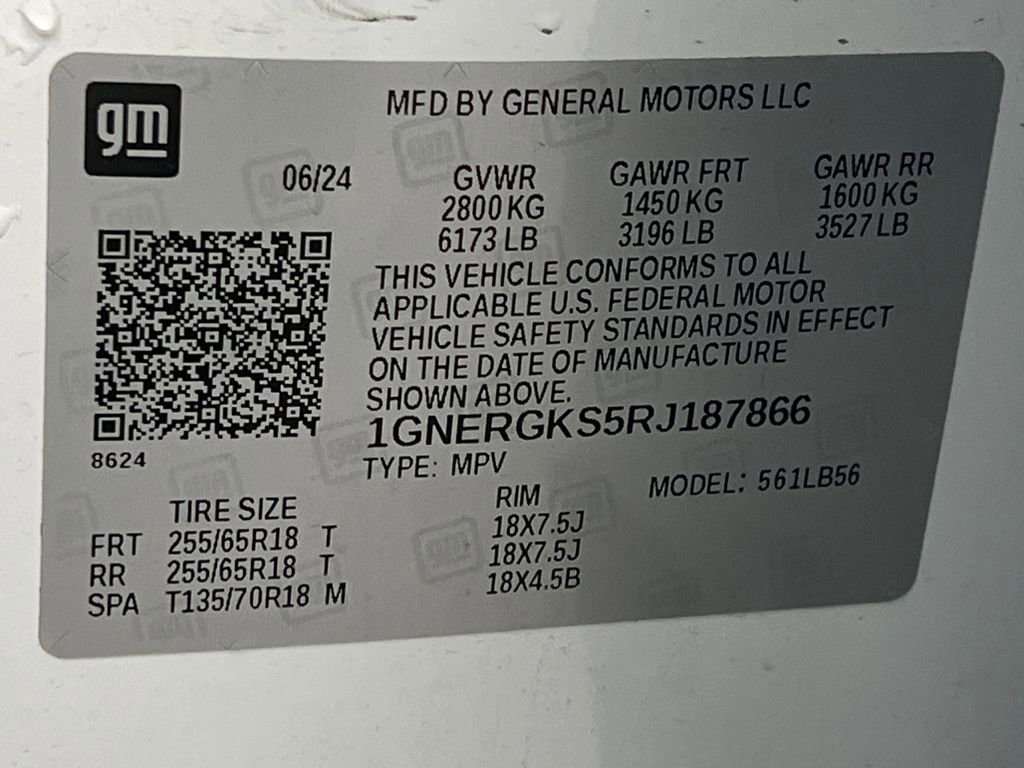 gm
MFD BY GENERAL MOTORS LLC
06/24 GVWR GAWR FRT GAWR RR
2800 KG 1450 KG 1600 KG
6173 LB 3196 LB 3527 LB
THIS VEHICLE CONFORMS TO ALL
APPLICABLE U.S. FEDERAL MOTOR
VEHICLE SAFETY STANDARDS IN EFFECT
ON THE DATE OF MANUFACTURE
SHOWN ABOVE.
1GNERGKS5RJ187866
8624
TYPE: MPV MODEL: 561LB56
TIRE SIZE RIM
FRT 255/65R18 T 18X7.5J
RR 255/65R18 T 18X7.5J
SPA T135/70R18 M 18X4.5B